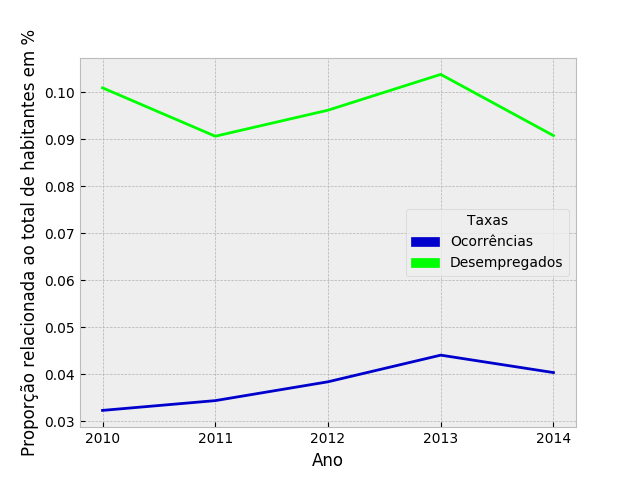 Proporção relacionada ao total de habitantes em %
0.10
0.09
0.08
0.07
0.06
0.05
0.04
0.03
Taxas
Ocorrências
Desempregados
2010 2011 2012 2013 2014
Ano